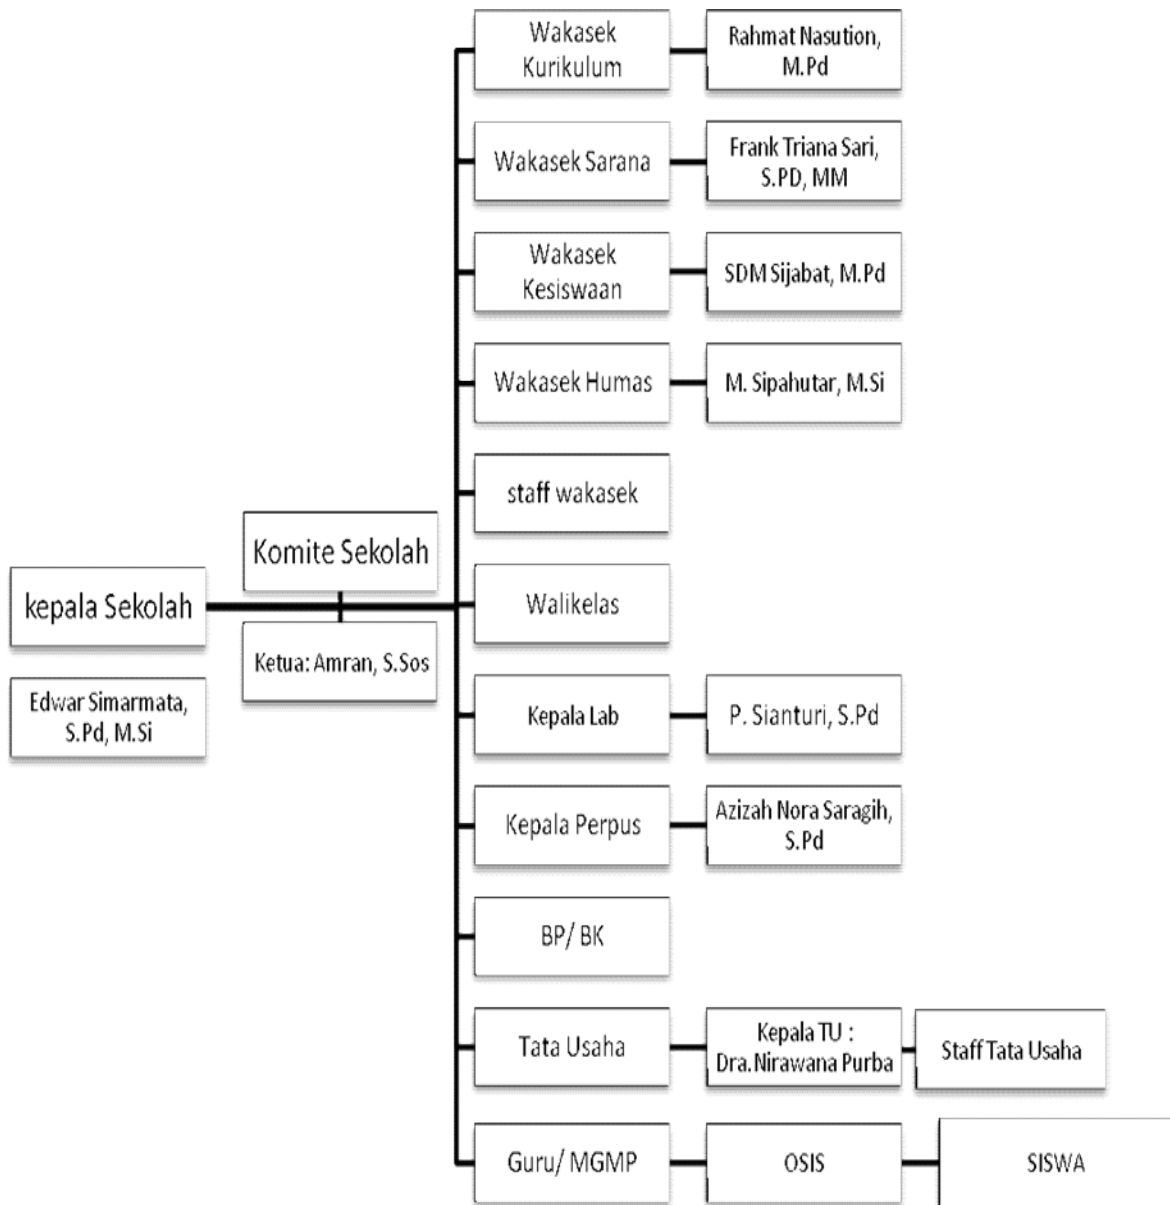 Wakasek
Kurikulum
Rahmat Nasution,
M.Pd
Wakasek Sarana
Frank Triana Sari,
S.PD, MM
Wakasek
Kesiswaan
SDM Sijabat, M.Pd
Wakasek Humas
M. Sipahutar, M.Si
staff wakasek
Komite Sekolah
kepala Sekolah
Walikelas
Ketua: Amran, S.Sos
Edwar Simarmata,
S.Pd, M.Si
Kepala Lab
P. Sianturi, S.Pd
Kepala Perpus
Azizah Nora Saragih,
S.Pd
BP/ BK
Tata Usaha
Kepala TU :
Dra.Nirawana Purba
Staff Tata Usaha
Guru/ MGMP
OSIS
SISWA